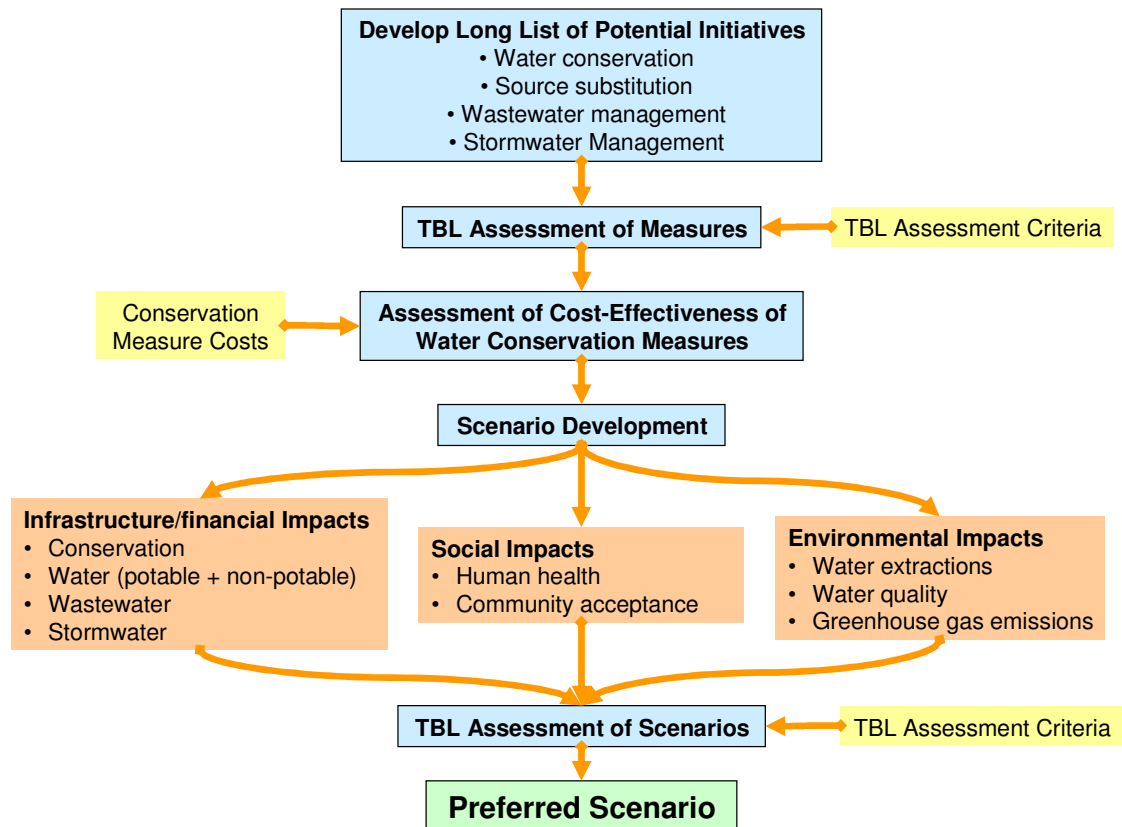 Develop Long List of Potential Initiatives
• Water conservation
• Source substitution
• Wastewater management
• Stormwater Management
TBL Assessment of Measures
TBL Assessment Criteria
Conservation
Measure Costs
Assessment of Cost-Effectiveness of
Water Conservation Measures
Scenario Development
Infrastructure/financial Impacts
• Conservation
• Water (potable + non-potable)
• Wastewater
• Stormwater
Social Impacts
• Human health
• Community acceptance
Environmental Impacts
• Water extractions
• Water quality
• Greenhouse gas emissions
TBL Assessment of Scenarios
TBL Assessment Criteria
Preferred Scenario